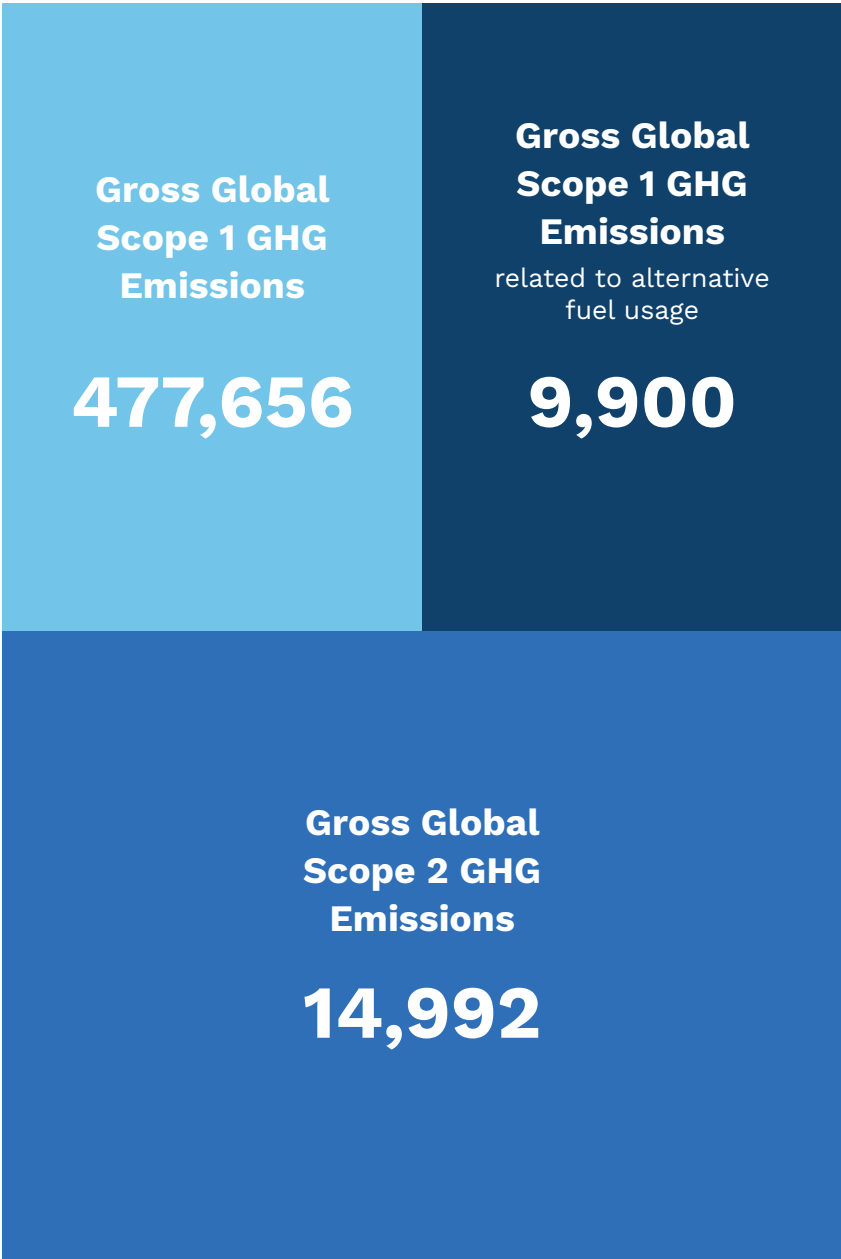 Gross Global
Scope 1 GHG
Emissions
477,656
Gross Global
Scope 1 GHG
Emissions
related to alternative
fuel usage
9,900
Gross Global
Scope 2 GHG
Emissions
14,992